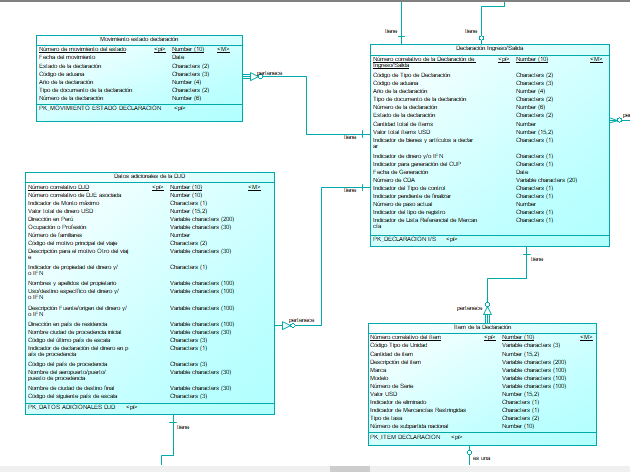 tiene
tiene
Movimiento estado declaración
Número de movimiento del estado <pi> Number (10) <M>
Fecha del movimiento Date
Estado de la declaración Characters (2)
Código de aduana Characters (3)
Año de la declaración Number (4)
Tipo de documento de la declaración Characters (2)
Número de la declaración Number (6)
PK_MOVIMIENTO ESTADO DECLARACIÓN <pi>
pertenece
tiene
Declaración Ingreso/Salida
Número correlativo de la Declaración de <pi> Number (10) <M>
Ingreso/Salida
Código de Tipo de Declaración Characters (2)
Código de aduana Characters (3)
Año de la declaración Number (4)
Tipo de documento de la declaración Characters (2)
Número de la declaración Number (6)
Estado de la declaración Characters (2)
Cantidad total de ítems Number
Valor total ítems USD Number (15,2)
Indicador de bienes y artículos a declar Characters (1)
ar
Indicador de dinero y/o IFN Characters (1)
Indicador para generación del CUP Characters (1)
Fecha de Generación Date
Número de CDA Variable characters (20)
Indicador del Tipo de control Characters (1)
Indicador pendiente de finalizar Characters (1)
Número de paso actual Number
Indicador del tipo de registro Characters (1)
Indicador de Lista Referencial de Mercan Characters (1)
cía
PK_DECLARACIÓN I/S <pi>
pe
Datos adicionales de la DJD
Número correlativo DJD <pi> Number (10) <M>
Número correlativo de DJE asociada Number (10)
Indicador de Monto máximo Characters (1)
Valor total de dinero USD Number (15,2)
Dirección en Perú Variable characters (200)
Ocupación o Profesión Variable characters (30)
Número de familiares Number
Código del motivo principal del viaje Characters (2)
Descripción para el motivo Otro del viaj Variable characters (30)
e
Indicador de propiedad del dinero y/ Characters (1)
o IFN
Nombres y apellidos del propietario Variable characters (100)
Uso/destino específico del dinero y/ Variable characters (100)
o IFN
Descripción Fuente/origen del dinero y/ Variable characters (100)
o IFN
Dirección en país de residencia Variable characters (100)
Nombre ciudad de procedencia inicial Variable characters (30)
Código del último país de escala Characters (3)
Indicador de declaración del dinero en p Characters (1)
aís de procedencia
Código del país de procedencia Characters (3)
Nombre del aeropuerto/puerto/ Variable characters (30)
puesto de procedencia
Nombre de ciudad de destino final Variable characters (30)
Código del siguiente país de escala Characters (3)
PK_DATOS ADICIONALES DJD <pi>
tiene
pertenece
tiene
tiene
pertenece
Ítem de la Declaración
Número correlativo del ítem <pi> Number (10) <M>
Código Tipo de Unidad Variable characters (3)
Cantidad de ítem Number (15,2)
Descripción del ítem Variable characters (200)
Marca Variable characters (100)
Modelo Variable characters (100)
Número de Serie Variable characters (100)
Valor USD Number (15,2)
Indicador de eliminado Characters (1)
Indicador de Mercancías Restringidas Characters (1)
Tipo de tasa Characters (2)
Número de subpartida nacional Number (10)
PK_ITEM DECLARACIÓN <pi>
es una